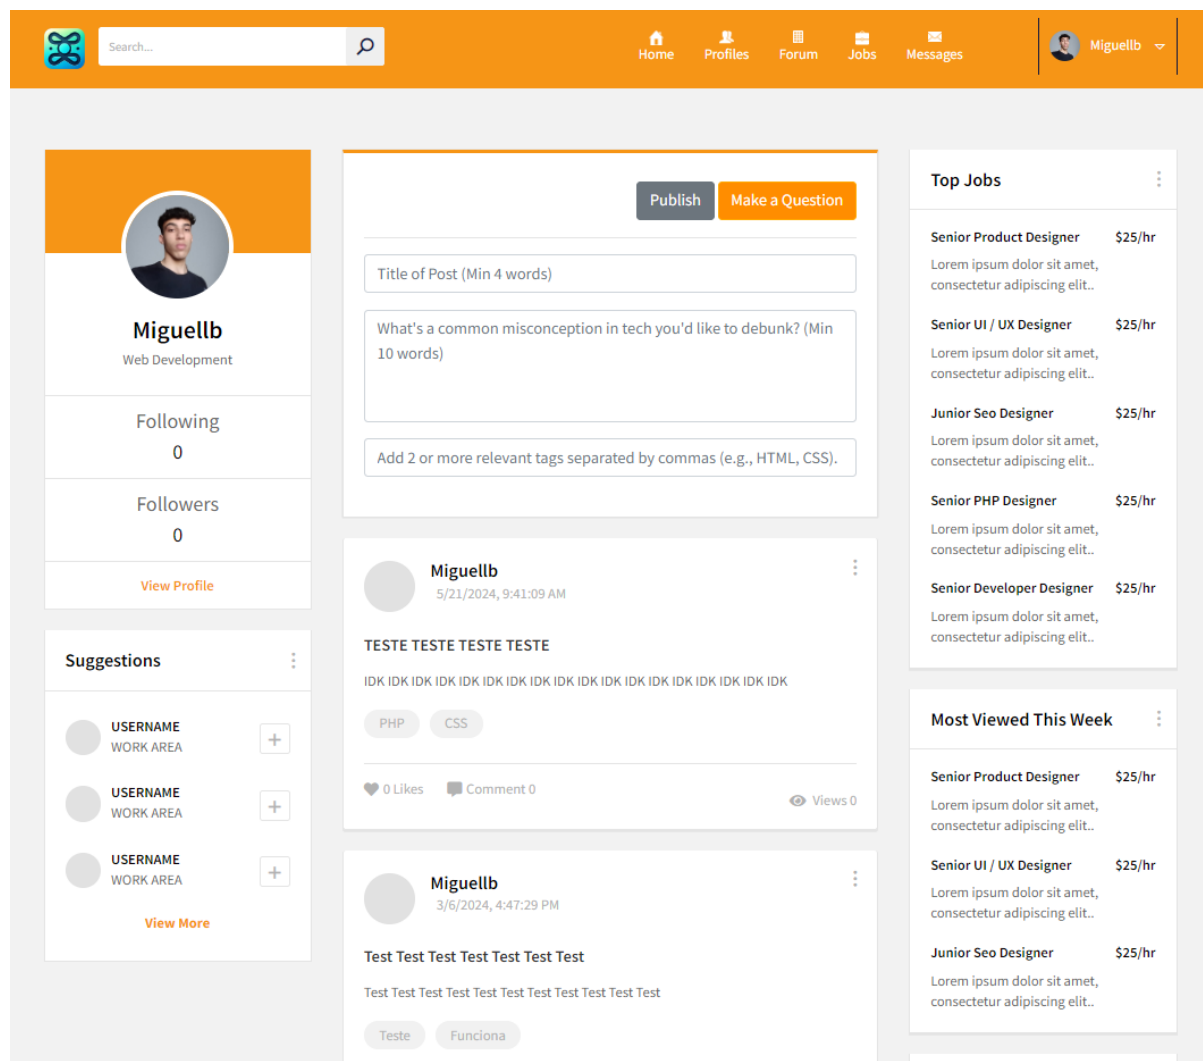 Search...
Home
Profiles
Forum
Jobs
Messages
Miguellb
Miguellb
Web Development
Following
0
Followers
0
View Profile
Suggestions
USERNAME
WORK AREA
USERNAME
WORK AREA
USERNAME
WORK AREA
View More
Publish
Make a Question
Title of Post (Min 4 words)
What's a common misconception in tech you'd like to debunk? (Min
10 words)
Add 2 or more relevant tags separated by commas (e.g., HTML, CSS).
Miguellb
5/21/2024, 9:41:09 AM
TESTE TESTE TESTE TESTE
IDK IDK IDK IDK IDK IDK IDK IDK IDK IDK IDK IDK IDK IDK IDK IDK IDK IDK
PHP
CSS
0 Likes
Comment 0
Views 0
Miguellb
3/6/2024, 4:47:29 PM
Test Test Test Test Test Test Test
Test Test Test Test Test Test Test Test Test Test Test
Teste
Funciona
Top Jobs
Senior Product Designer $25/hr
Lorem ipsum dolor sit amet,
consectetur adipiscing elit..
Senior UI / UX Designer $25/hr
Lorem ipsum dolor sit amet,
consectetur adipiscing elit..
Junior Seo Designer $25/hr
Lorem ipsum dolor sit amet,
consectetur adipiscing elit..
Senior PHP Designer $25/hr
Lorem ipsum dolor sit amet,
consectetur adipiscing elit..
Senior Developer Designer $25/hr
Lorem ipsum dolor sit amet,
consectetur adipiscing elit..
Most Viewed This Week
Senior Product Designer $25/hr
Lorem ipsum dolor sit amet,
consectetur adipiscing elit..
Senior UI / UX Designer $25/hr
Lorem ipsum dolor sit amet,
consectetur adipiscing elit..
Junior Seo Designer $25/hr
Lorem ipsum dolor sit amet,
consectetur adipiscing elit..